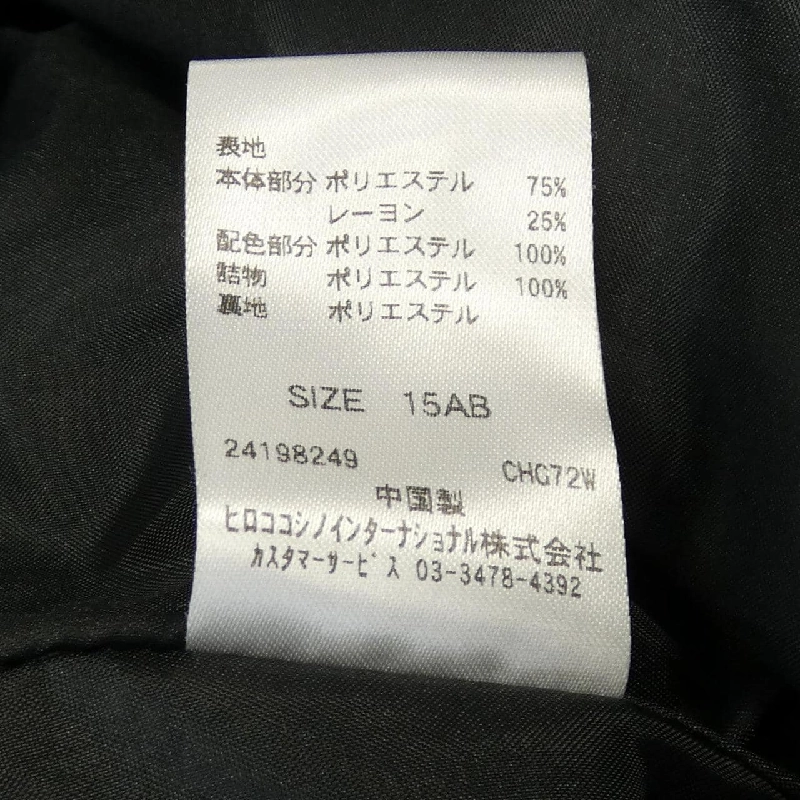 表地
本体部分 ポリエステル 75%
レーヨン 25%
配色部分 ポリエステル 100%
詰物 ポリエステル 100%
裏地 ポリエステル
SIZE 15AB
24198249 CHG72W
中国製
ヒロココシノインターナショナル株式会社
カスタマーサービス 03-3478-4392